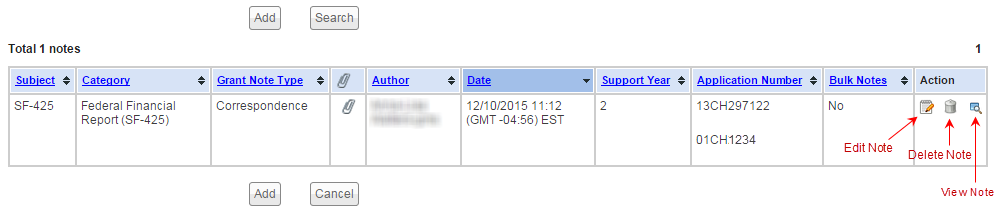 Add Search
Total 1 notes 1
Subject Category Grant Note Type Author Date Support Year Application Number Bulk Notes Action
SF-425 Federal Financial Correspondence 12/10/2015 11:12 2 13CH297122 No
Report (SF-425) (GMT -04:56) EST
01CH1234
Edit Note
Delete Note
View Note
Add Cancel